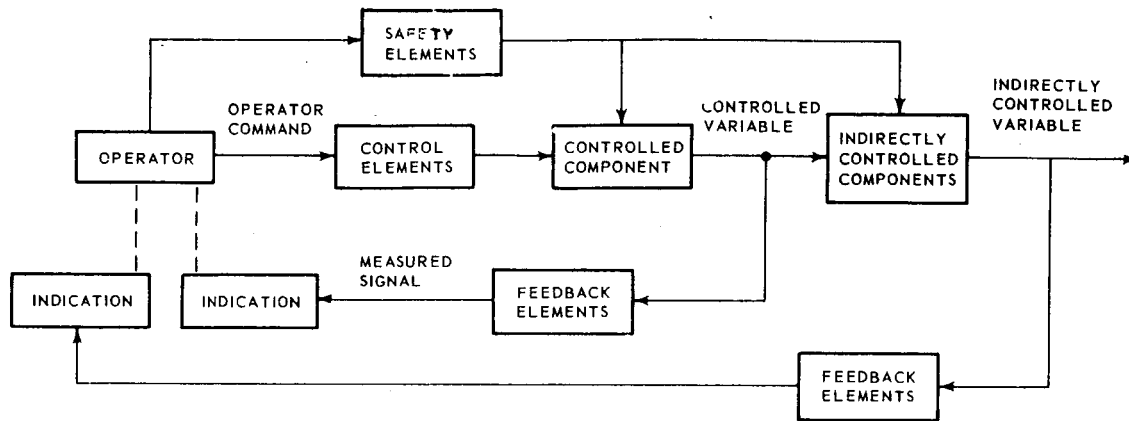 SAFETY
ELEMENTS
OPERATOR
COMMAND
CONTROLLED
VARIABLE
INDIRECTLY
CONTROLLED
VARIABLE
OPERATOR
CONTROL
ELEMENTS
CONTROLLED
COMPONENT
INDIRECTLY
CONTROLLED
COMPONENTS
MEASURED
SIGNAL
INDICATION
INDICATION
FEEDBACK
ELEMENTS
FEEDBACK
ELEMENTS